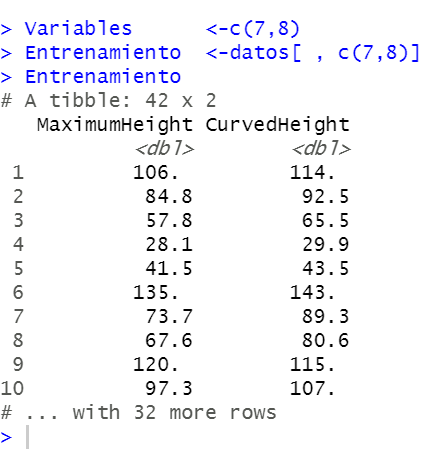 > Variables <-c(7,8)
> Entrenamiento <-datos[ , c(7,8)]
> Entrenamiento
# A tibble: 42 x 2
MaximumHeight CurvedHeight
<dbl> <dbl>
1 106. 114.
2 84.8 92.5
3 57.8 65.5
4 28.1 29.9
5 41.5 43.5
6 135. 143.
7 73.7 89.3
8 67.6 80.6
9 120. 115.
10 97.3 107.
# ... with 32 more rows
>